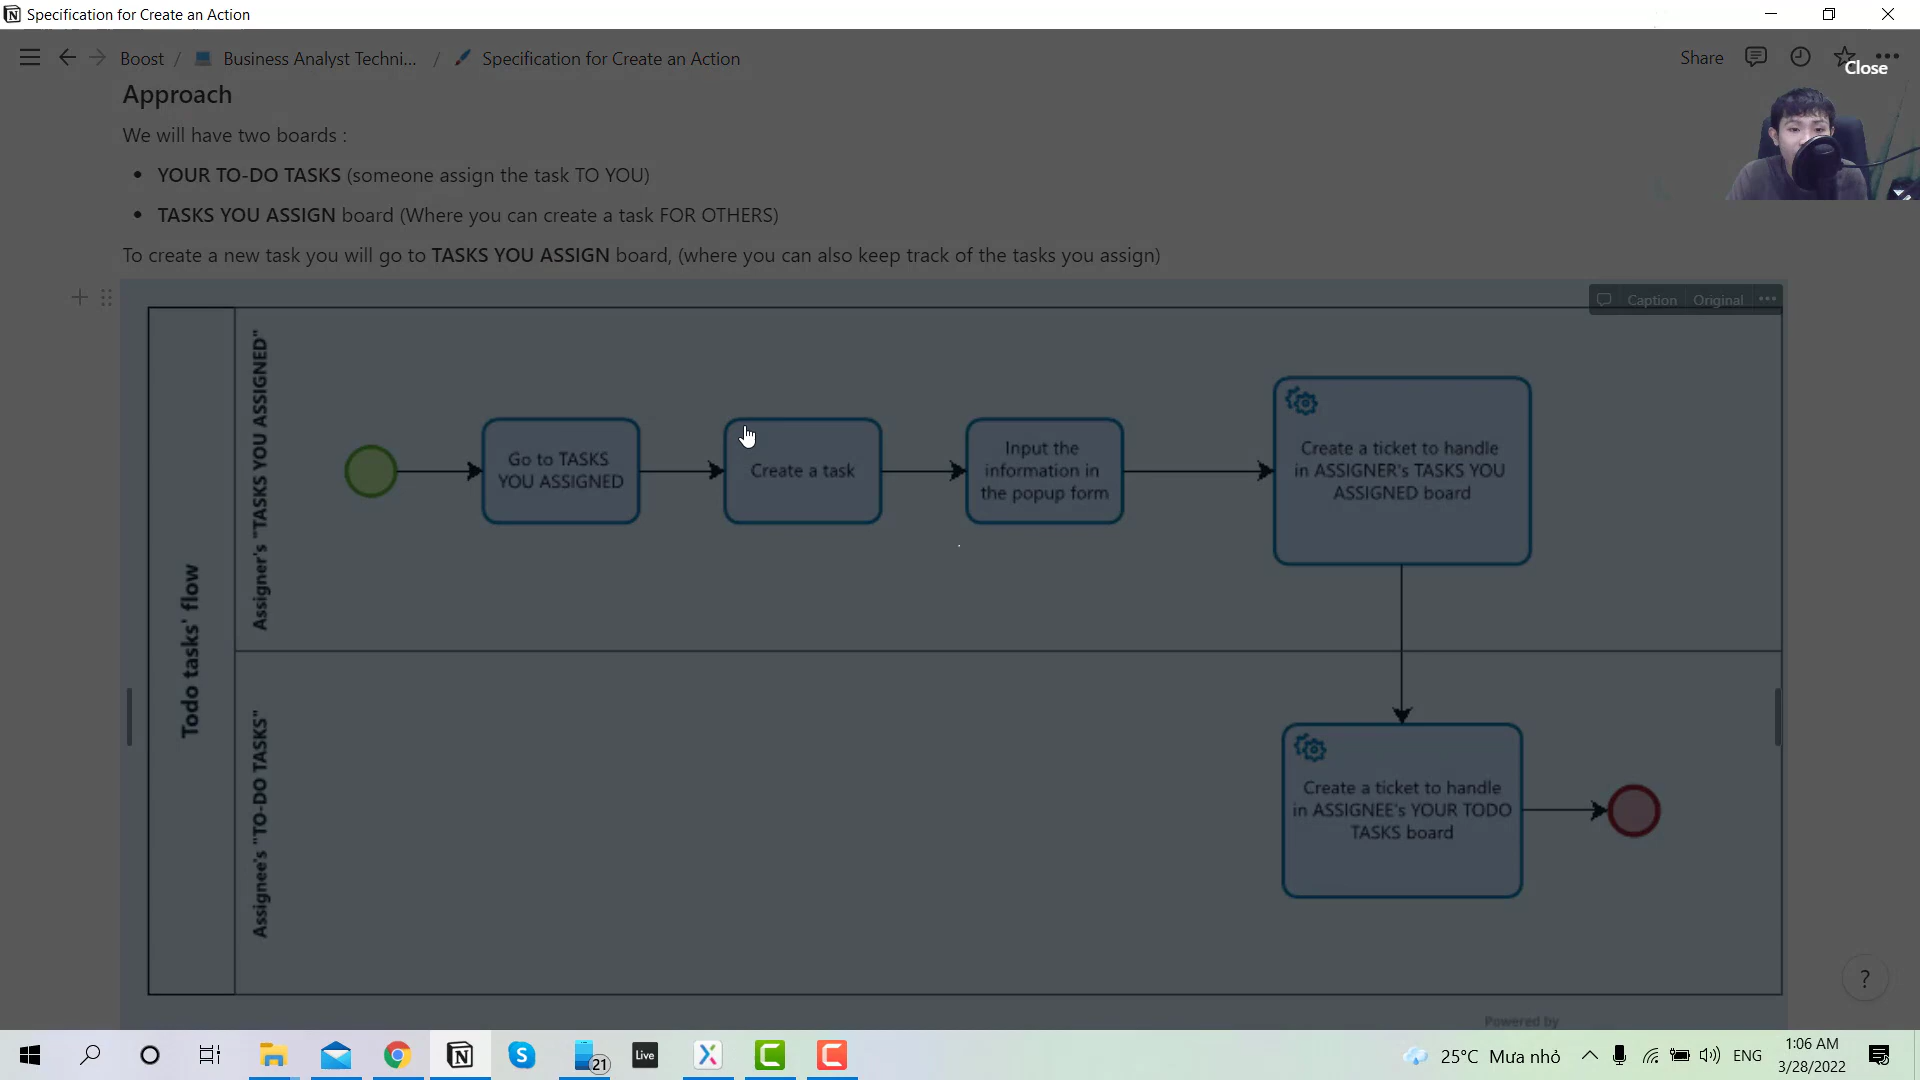 Specification for Create an Action
Boost / Business Analyst Techni... / Specification for Create an Action
Share
Close
Approach
We will have two boards :
• YOUR TO-DO TASKS (someone assign the task TO YOU)
• TASKS YOU ASSIGN board (Where you can create a task FOR OTHERS)
To create a new task you will go to TASKS YOU ASSIGN board, (where you can also keep track of the tasks you assign)
Caption Original
Todo tasks' flow
Assigner's "TASKS YOU ASSIGNED"
Go to TASKS
YOU ASSIGNED
Create a task
Input the
information in
the popup form
Create a ticket to handle
in ASSIGNER's TASKS YOU
ASSIGNED board
Assignee's "TO-DO TASKS"
Create a ticket to handle
in ASSIGNEE's YOUR TODO
TASKS board
Powered by
?
21
Live
25°C Mưa nhỏ
ENG
1:06 AM
3/28/2022